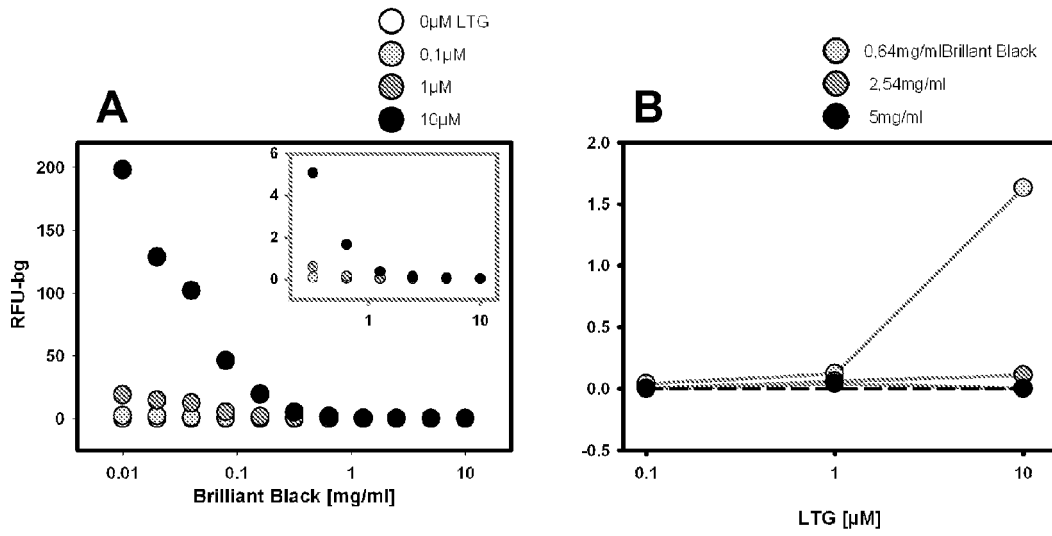 0µM LTG
0,1µM
1µM
10µM
A
200
150
100
50
0
RFU-bg
0.01
0.1
1
10
Brilliant Black [mg/ml]
6
4
2
0
1
10
0,64mg/mlBrillant Black
2,54mg/ml
5mg/ml
B
2.0
1.5
1.0
0.5
0.0
-0.5
0.1
1
10
LTG [µM]